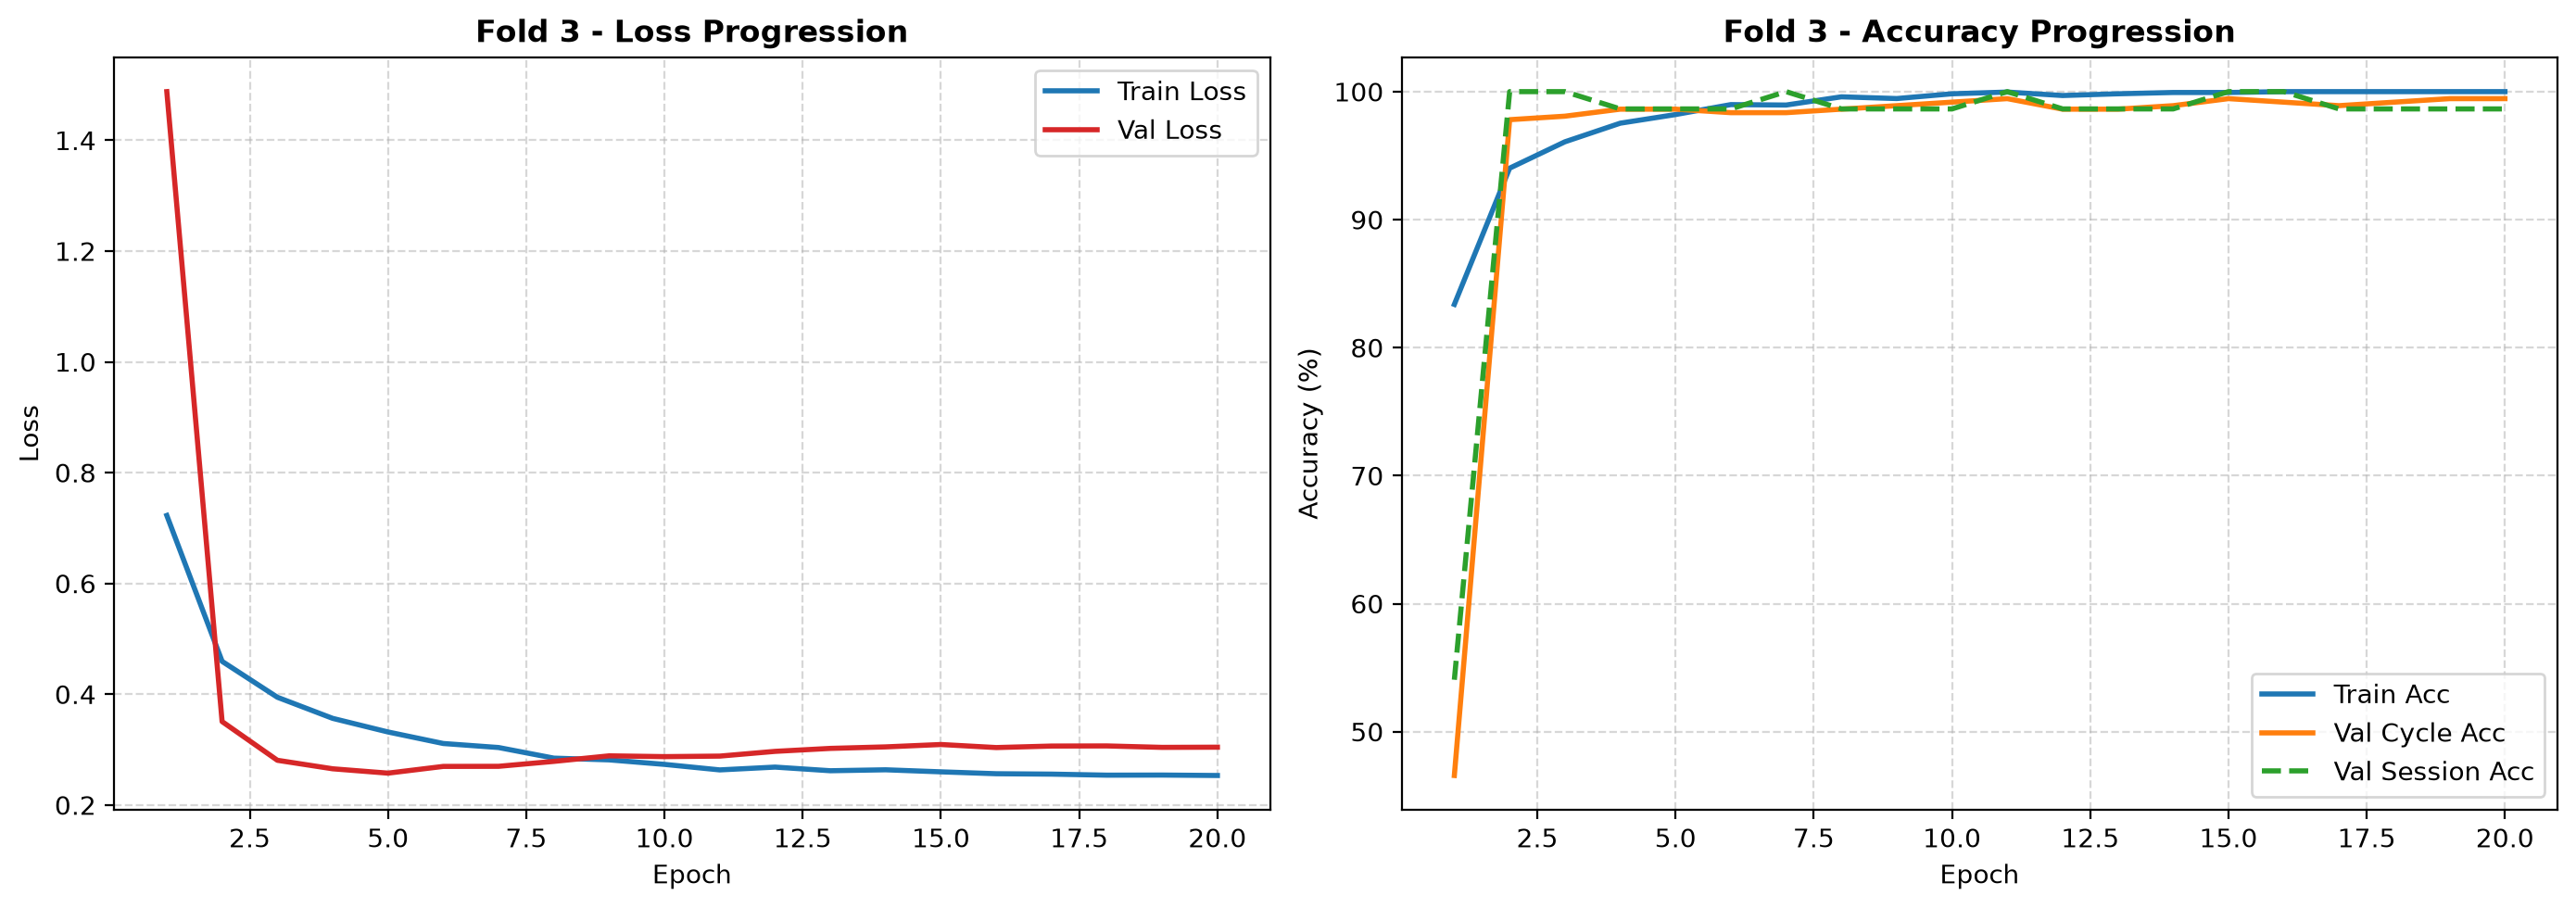 Fold 3 - Loss Progression
Train Loss
Val Loss
1.4
1.2
1.0
0.8
0.6
0.4
0.2
Loss
2.5 5.0 7.5 10.0 12.5 15.0 17.5 20.0
Epoch
Fold 3 - Accuracy Progression
100
90
80
70
60
50
Accuracy (%)
Train Acc
Val Cycle Acc
Val Session Acc
2.5 5.0 7.5 10.0 12.5 15.0 17.5 20.0
Epoch